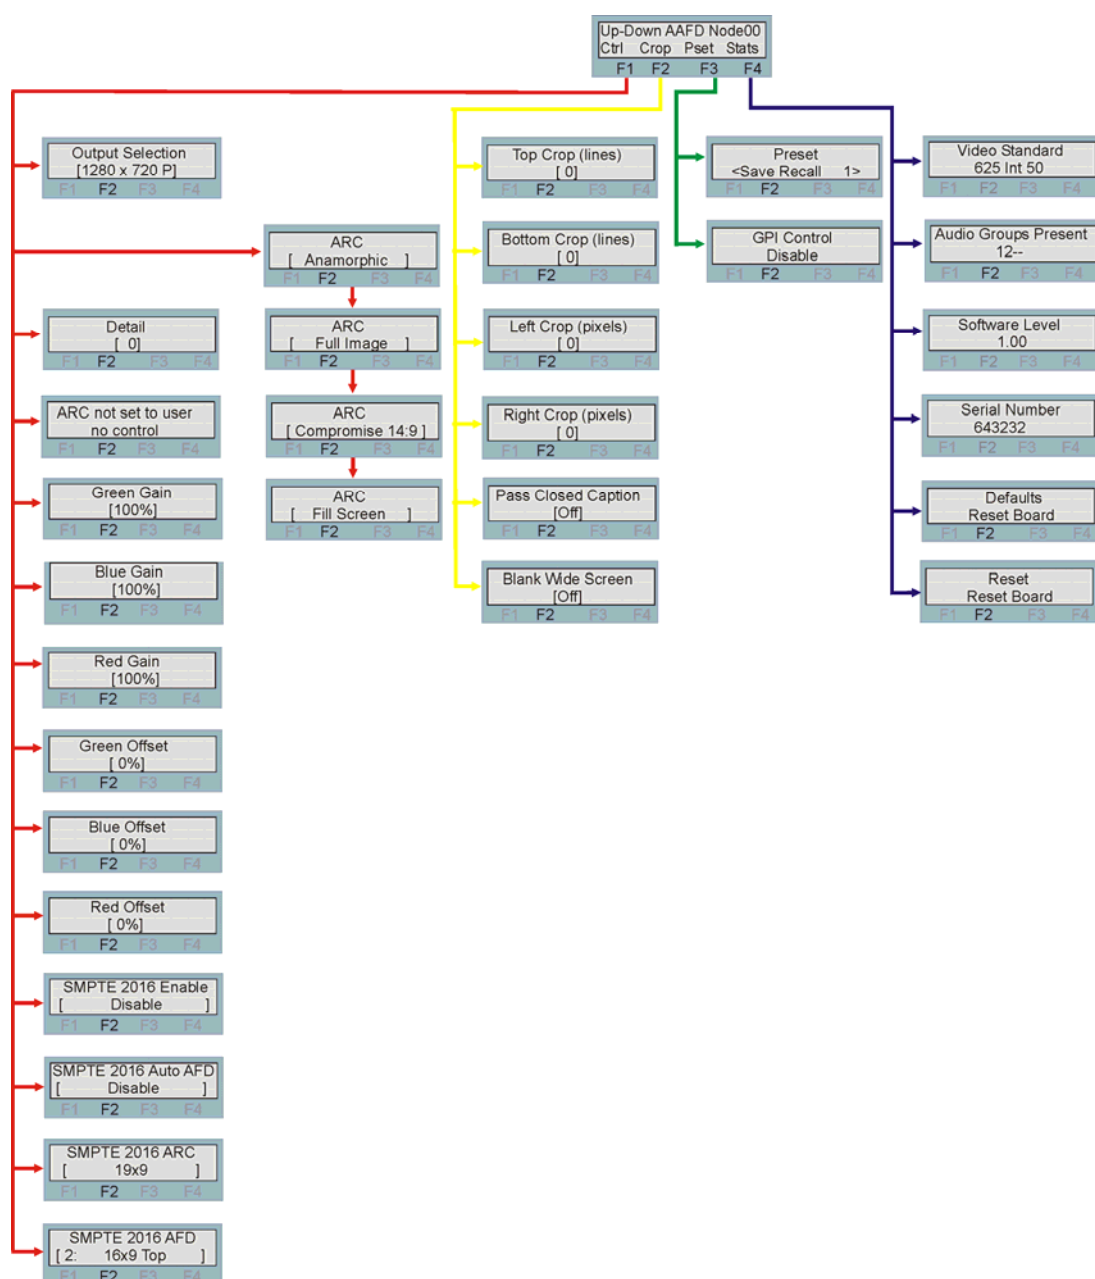 Up-Down AAFD Node00
Ctrl Crop Pset Stats
F1 F2 F3 F4
Output Selection
[1280 x 720 P]
F1 F2 F3 F4
ARC
[ Anamorphic ]
F1 F2 F3 F4
ARC
[ Full Image ]
F1 F2 F3 F4
ARC
[ Compromise 14:9 ]
F1 F2 F3 F4
ARC
[ Fill Screen ]
F1 F2 F3 F4
Detail
[ 0]
F1 F2 F3 F4
ARC not set to user
no control
F1 F2 F3 F4
Green Gain
[100%]
F1 F2 F3 F4
Blue Gain
[100%]
F1 F2 F3 F4
Red Gain
[100%]
F1 F2 F3 F4
Green Offset
[ 0%]
F1 F2 F3 F4
Blue Offset
[ 0%]
F1 F2 F3 F4
Red Offset
[ 0%]
F1 F2 F3 F4
SMPTE 2016 Enable
[ Disable ]
F1 F2 F3 F4
SMPTE 2016 Auto AFD
[ Disable ]
F1 F2 F3 F4
SMPTE 2016 ARC
[ 19x9 ]
F1 F2 F3 F4
SMPTE 2016 AFD
[ 2: 16x9 Top ]
F1 F2 F3 F4
Top Crop (lines)
[ 0]
F1 F2 F3 F4
Bottom Crop (lines)
[ 0]
F1 F2 F3 F4
Left Crop (pixels)
[ 0]
F1 F2 F3 F4
Right Crop (pixels)
[ 0]
F1 F2 F3 F4
Pass Closed Caption
[Off]
F1 F2 F3 F4
Blank Wide Screen
[Off]
F1 F2 F3 F4
Preset
<Save Recall 1>
F1 F2 F3 F4
GPI Control
Disable
F1 F2 F3 F4
Video Standard
625 Int 50
F1 F2 F3 F4
Audio Groups Present
12--
F1 F2 F3 F4
Software Level
1.00
F1 F2 F3 F4
Serial Number
643232
F1 F2 F3 F4
Defaults
Reset Board
F1 F2 F3 F4
Reset
Reset Board
F1 F2 F3 F4